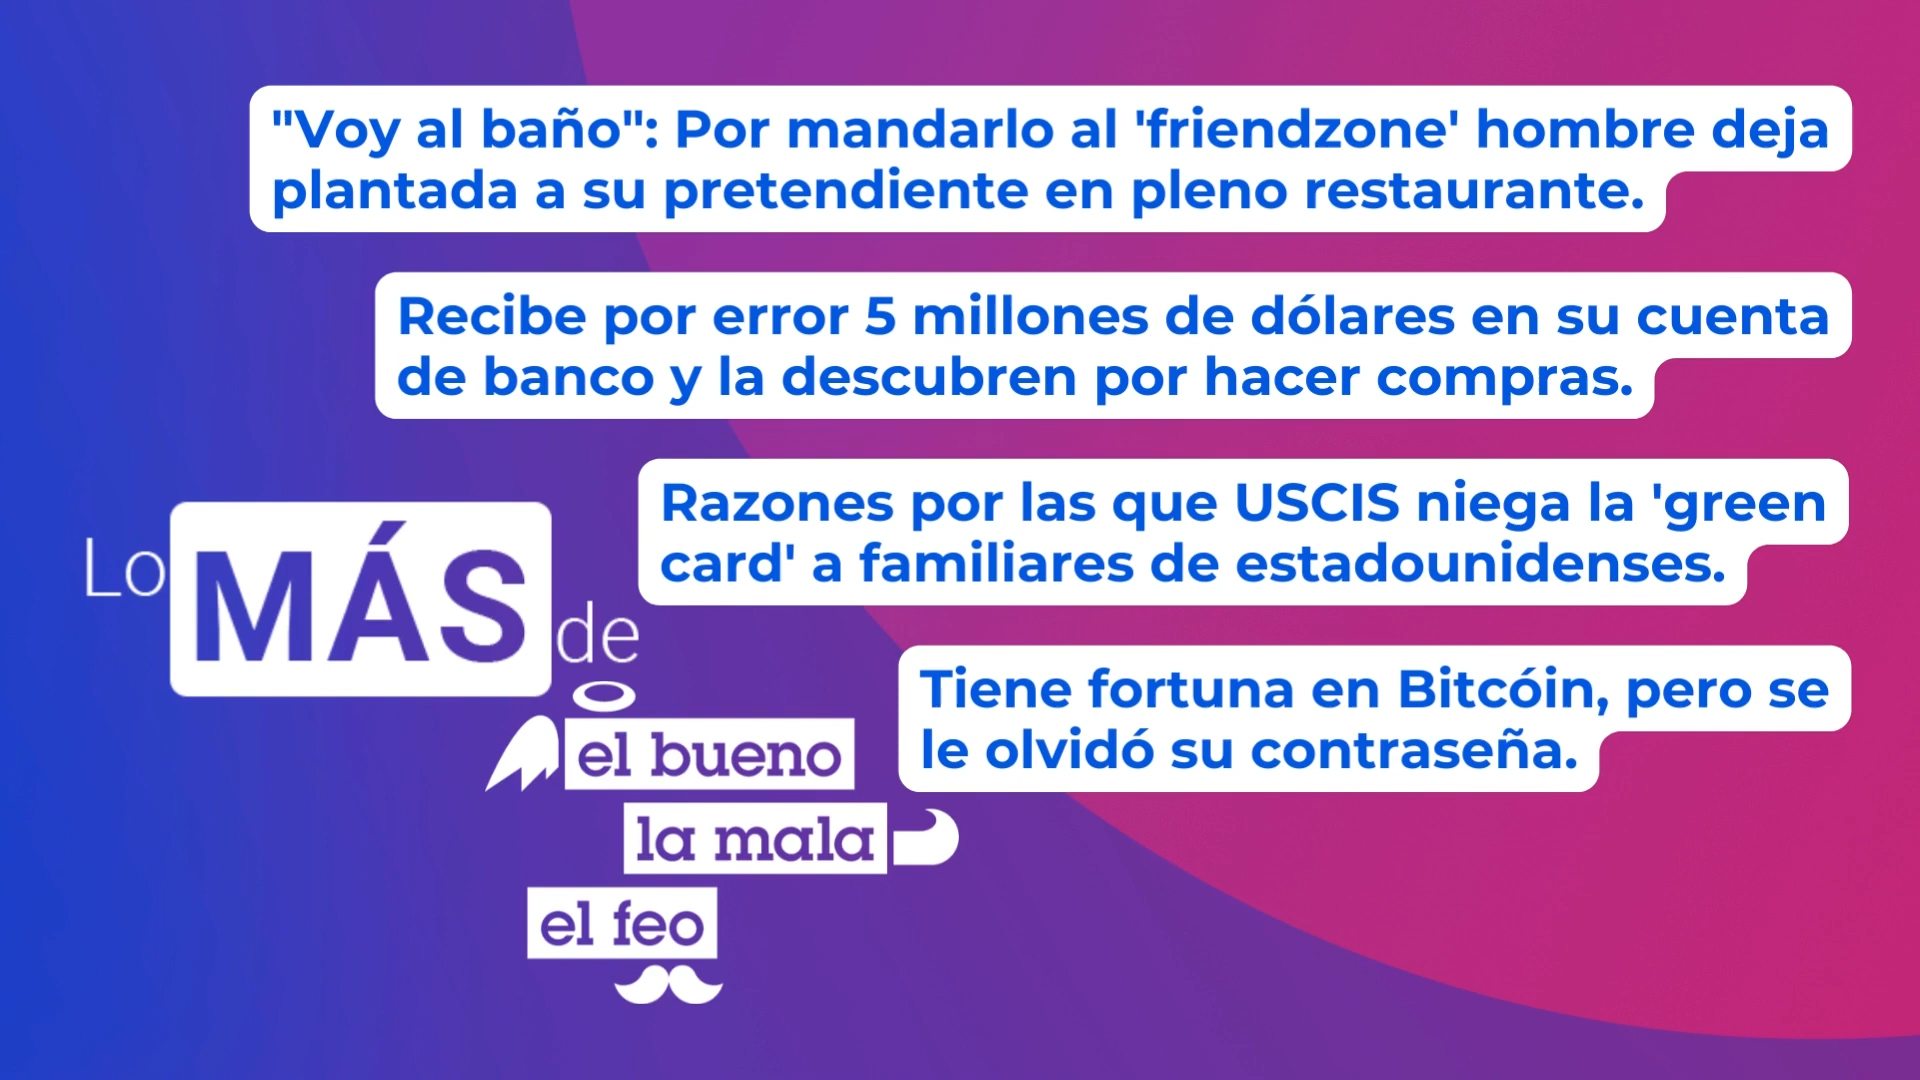 "Voy al baño": Por mandarlo al 'friendzone' hombre deja
plantada a su pretendiente en pleno restaurante.
Recibe por error 5 millones de dólares en su cuenta
de banco y la descubren por hacer compras.
Razones por las que USCIS niega la 'green
card' a familiares de estadounidenses.
Tiene fortuna en Bitcóin, pero se
le olvidó su contraseña.
Lo MÁS de
el bueno
la mala
el feo